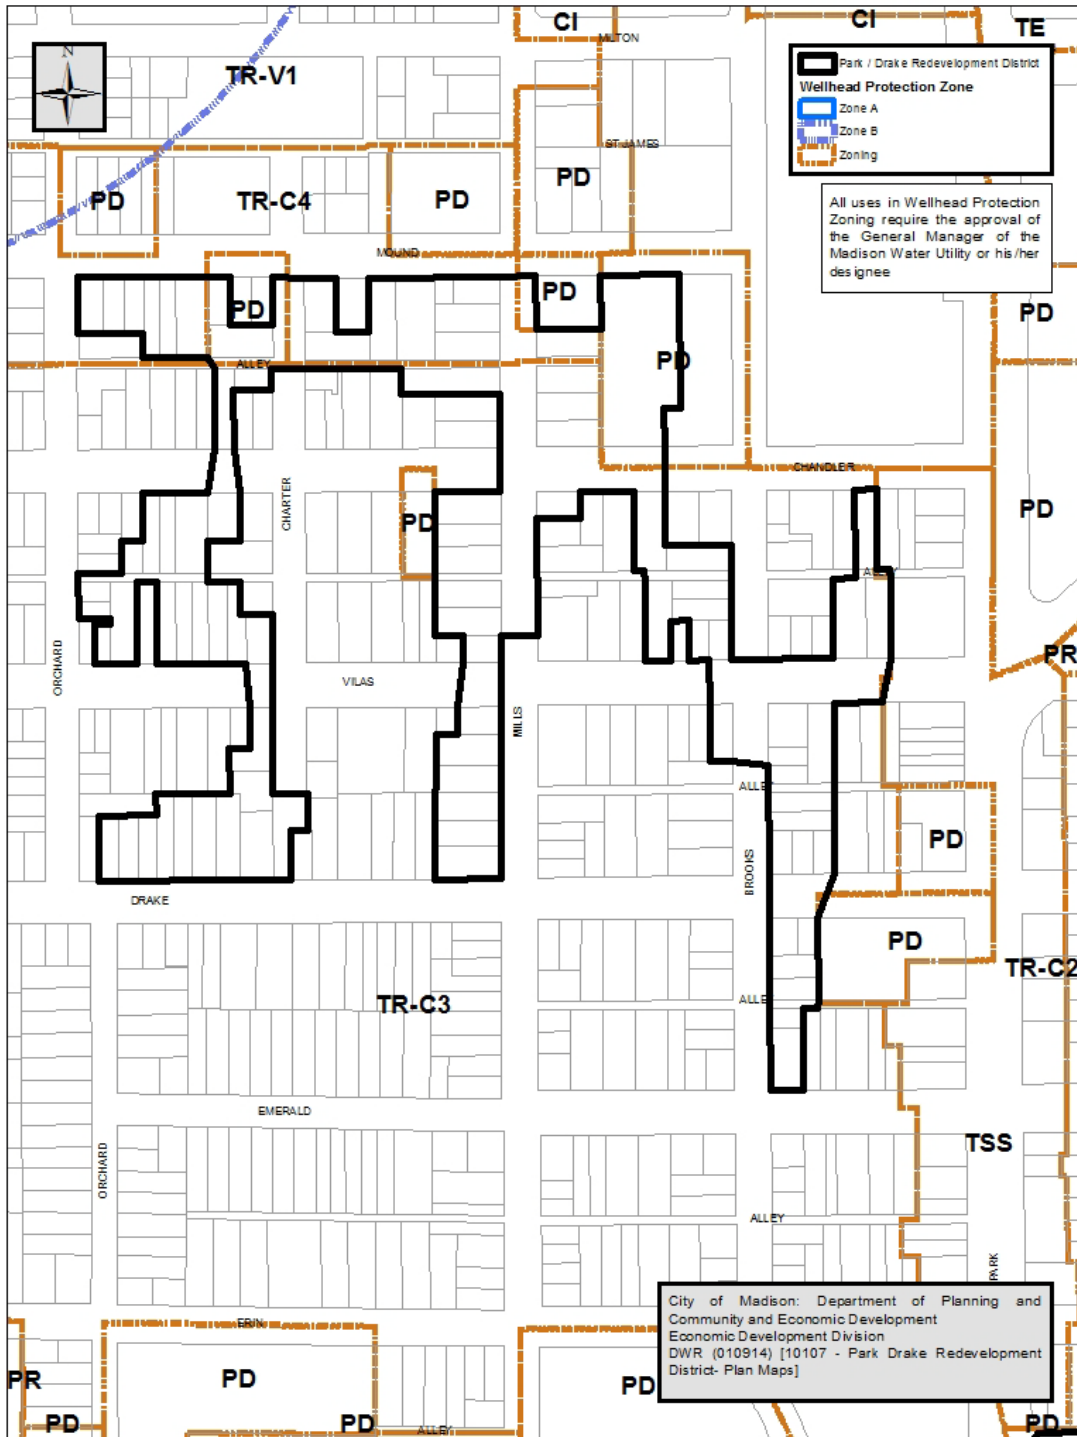 CI
CI
TE
MILTON
N
TR-V1
Park / Drake Redevelopment District
Wellhead Protection Zone
Zone A
Zone B
Zoning
ST JAMES
PD
TR-C4
PD
PD
All uses in Wellhead Protection
Zoning require the approval of
the General Manager of the
Madison Water Utility or his/her
designee
MOUND
PD
PD
PD
PD
ALLEY
CHANDLER
CHARTER
PD
PD
ALLEY
ORCHARD
VILAS
MILLS
PR
ALLEY
BROOKS
PD
DRAKE
PD
TR-C2
TR-C3
ALLEY
EMERALD
TSS
ORCHARD
ALLEY
PARK
City of Madison: Department of Planning and
Community and Economic Development
Economic Development Division
DWR (010914) [10107 - Park Drake Redevelopment
District- Plan Maps]
ERIN
PR
PD
PD
PD
PD
ALLEY
PD